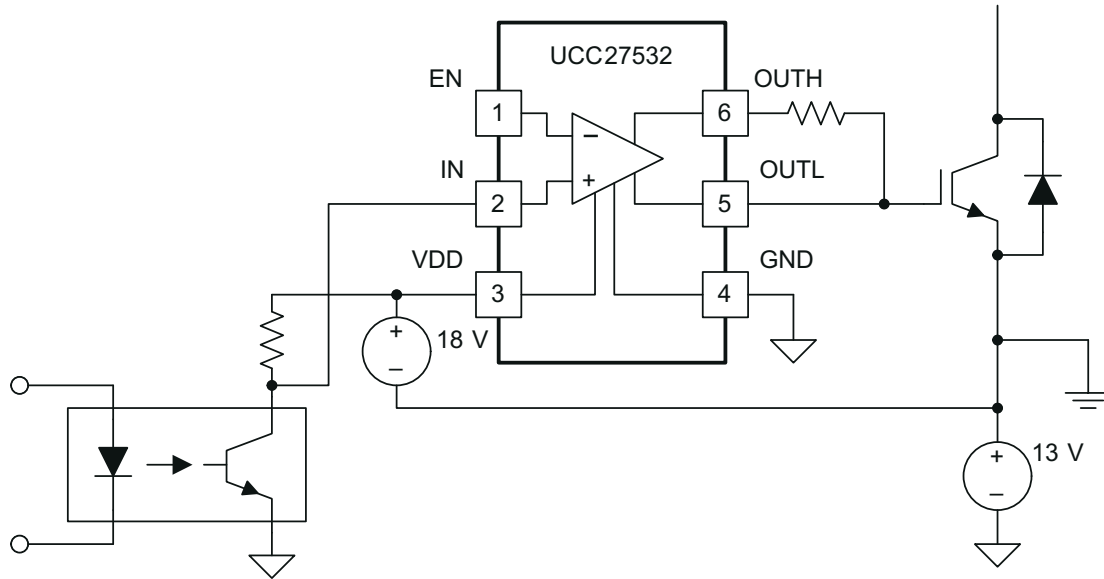 UCC27532
EN
1
IN
2
VDD
3
OUTH
6
OUTL
5
GND
4
+
18 V
−
−
+
+
13 V
−